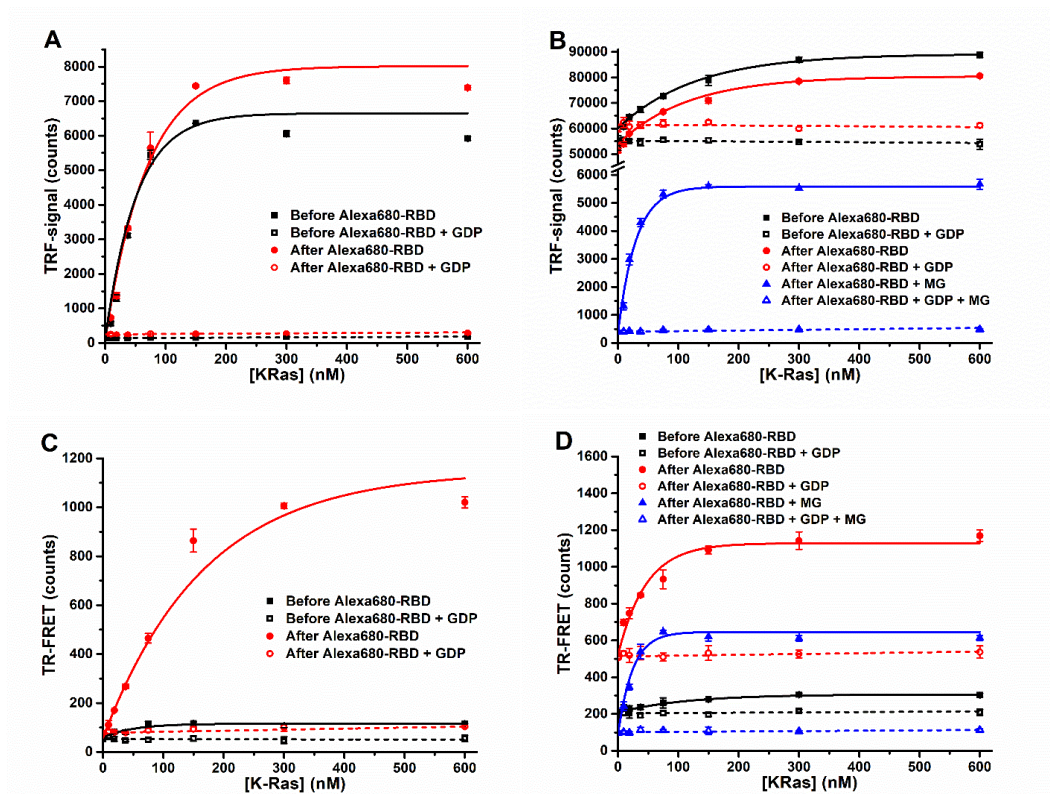 A
TRF-signal (counts)
8000
7000
6000
5000
4000
3000
2000
1000
0
Before Alexa680-RBD
Before Alexa680-RBD + GDP
After Alexa680-RBD
After Alexa680-RBD + GDP
0 100 200 300 400 500 600
[KRas] (nM)
B
TRF-signal (counts)
90000
80000
70000
60000
50000
6000
5000
4000
3000
2000
1000
0
Before Alexa680-RBD
Before Alexa680-RBD + GDP
After Alexa680-RBD
After Alexa680-RBD + GDP
After Alexa680-RBD + MG
After Alexa680-RBD + GDP + MG
0 100 200 300 400 500 600
[K-Ras] (nM)
C
TR-FRET (counts)
1200
1000
800
600
400
200
0
Before Alexa680-RBD
Before Alexa680-RBD + GDP
After Alexa680-RBD
After Alexa680-RBD + GDP
0 100 200 300 400 500 600
[K-Ras] (nM)
D
Before Alexa680-RBD
Before Alexa680-RBD + GDP
After Alexa680-RBD
After Alexa680-RBD + GDP
After Alexa680-RBD + MG
After Alexa680-RBD + GDP + MG
TR-FRET (counts)
1600
1400
1200
1000
800
600
400
200
0
0 100 200 300 400 500 600
[KRas] (nM)